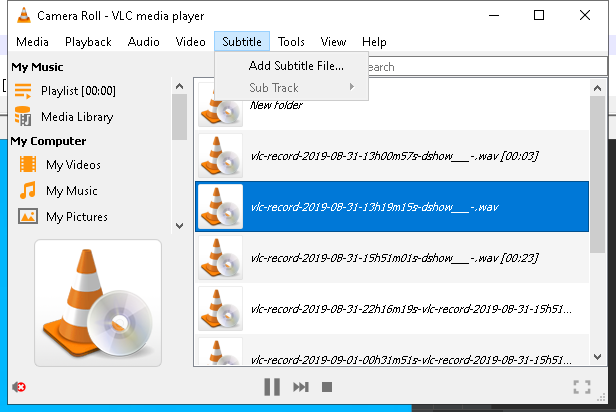 Camera Roll - VLC media player
Media Playback Audio Video Subtitle Tools View Help
Add Subtitle File...
Sub Track
My Music
Playlist [00:00]
Media Library
My Computer
My Videos
My Music
My Pictures
New folder
vlc-record-2019-08-31-13h00m57s-dshow___-.wav [00:03]
vlc-record-2019-08-31-13h19m15s-dshow___-.wav
vlc-record-2019-08-31-15h51m01s-dshow___-.wav [00:23]
vlc-record-2019-08-31-22h16m19s-vlc-record-2019-08-31-15h51...
vlc-record-2019-09-01-00h31m51s-vlc-record-2019-08-31-15h51...